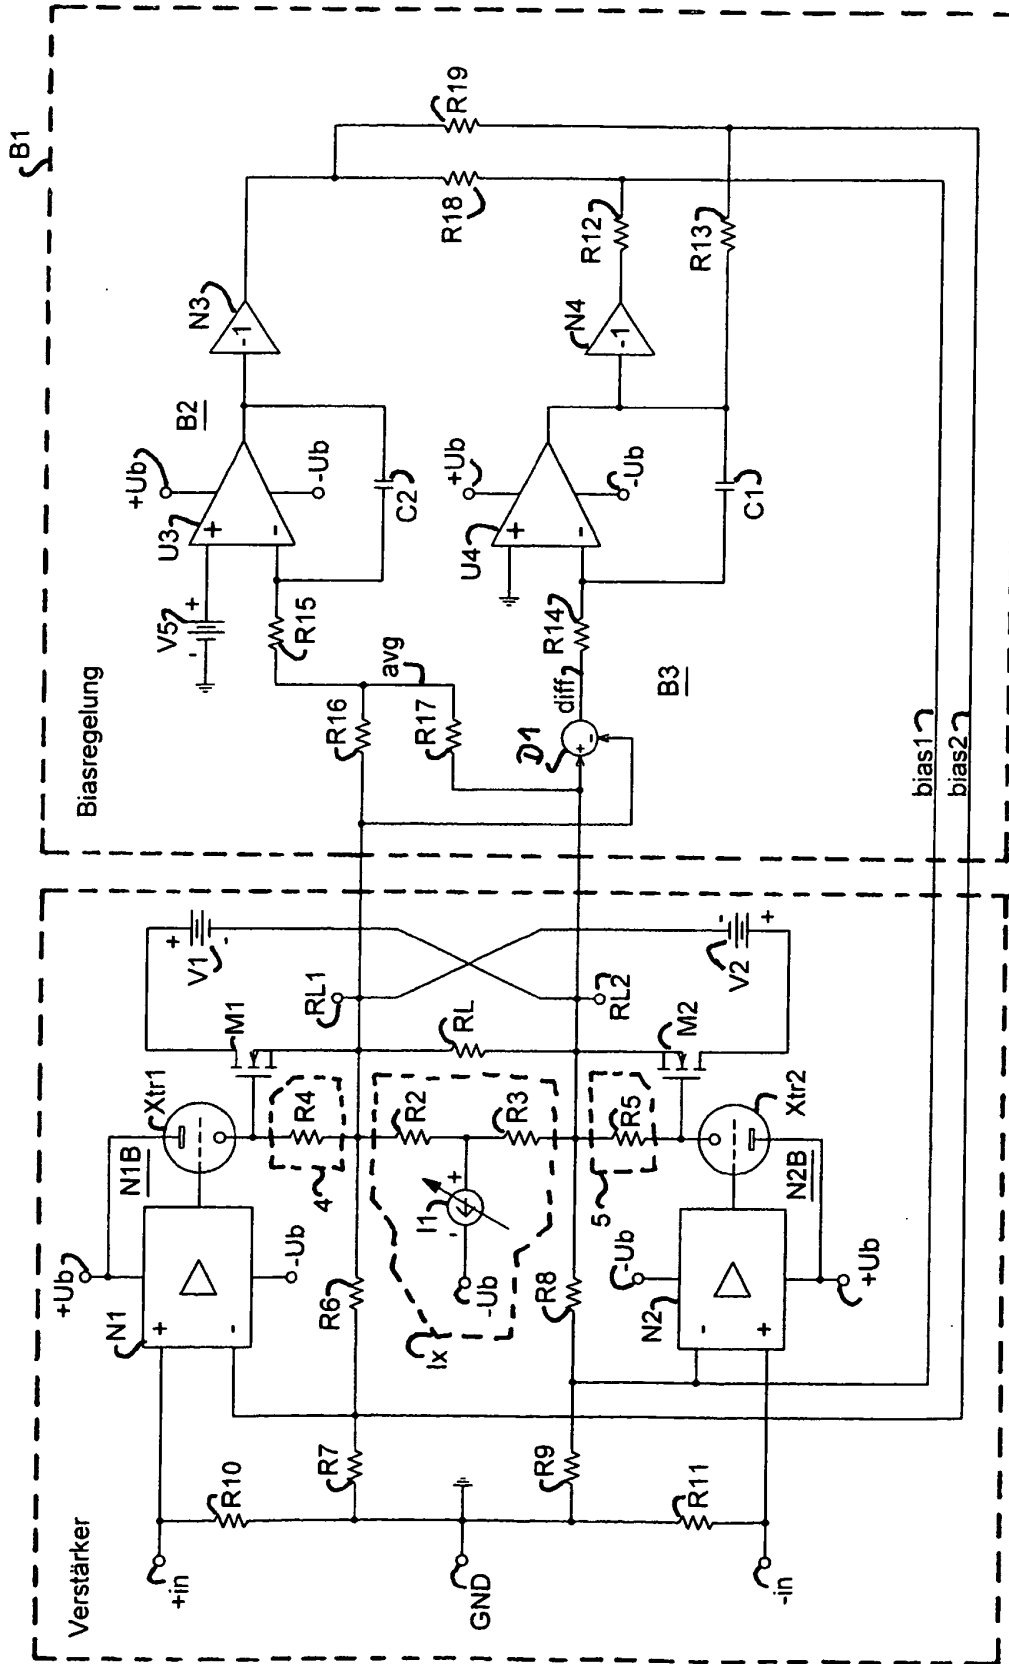 B1
Biasregelung
R19
R18
N3
-1
B2
+Ub
-Ub
U3
+
-
C2
V5
+
-
R15
avg
R16
R17
R12
R13
N4
-1
+Ub
-Ub
U4
+
-
C1
R14
diff
B3
D1
+
-
bias1
bias2
Verstärker
V1
+
-
RL1
RL2
V2
-
+
M1
RL
M2
Xtr1
N1B
R4
4
R2
R3
R5
5
Xtr2
N2B
+Ub
N1
+
-
-Ub
I1
+
-
-Ub
Ix
R6
R8
-Ub
N2
-
+
+Ub
R7
R9
R10
R11
+in
GND
-in